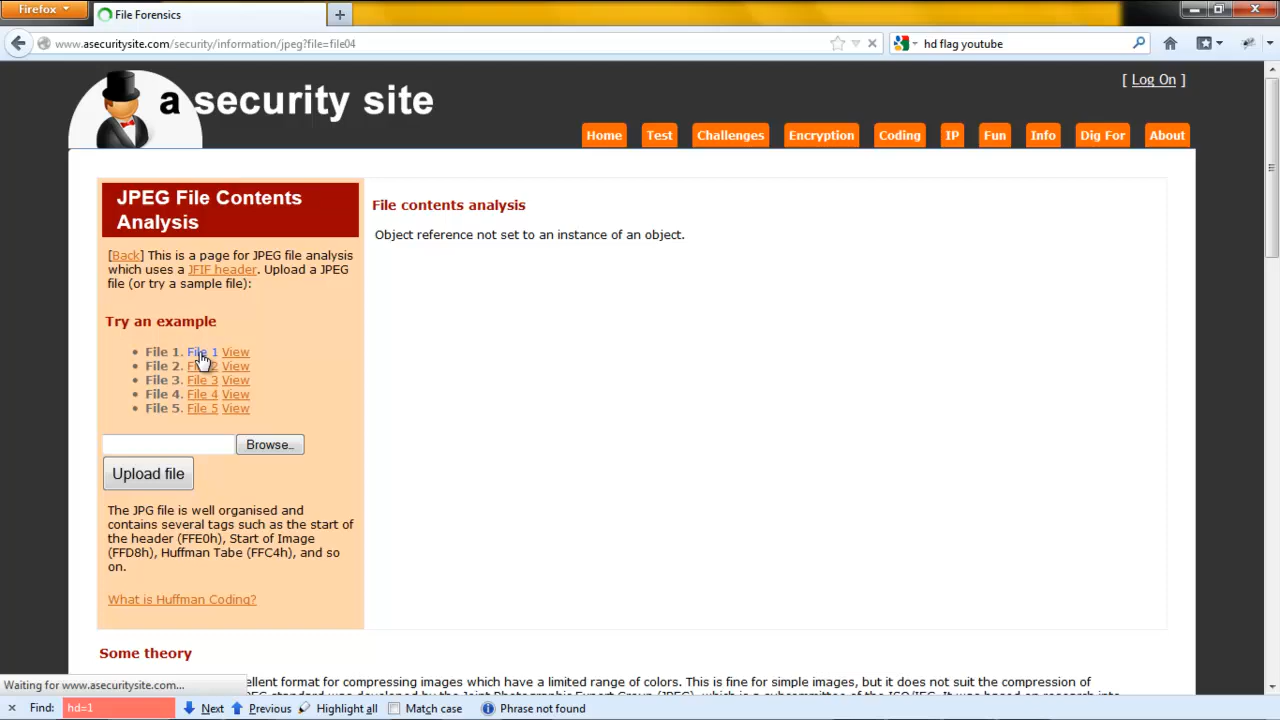 Firefox
File Forensics
www.asecuritysite.com/security/information/jpeg?file=file04
hd flag youtube
a security site
[ Log On ]
Home Test Challenges Encryption Coding IP Fun Info Dig For About
JPEG File Contents
Analysis
[Back] This is a page for JPEG file analysis
which uses a JFIF header. Upload a JPEG
file (or try a sample file):
Try an example
File 1. File 1 View
File 2. File 2 View
File 3. File 3 View
File 4. File 4 View
File 5. File 5 View
Browse..
Upload file
The JPG file is well organised and
contains several tags such as the start of
the header (FFE0h), Start of Image
(FFD8h), Huffman Tabe (FFC4h), and so
on.
What is Huffman Coding?
File contents analysis
Object reference not set to an instance of an object.
Some theory
ellent format for compressing images which have a limited range of colors. This is fine for simple images, but it does not suit the compression of
Waiting for www.asecuritysite.com...
Find: hd=1 Next Previous Highlight all Match case Phrase not found